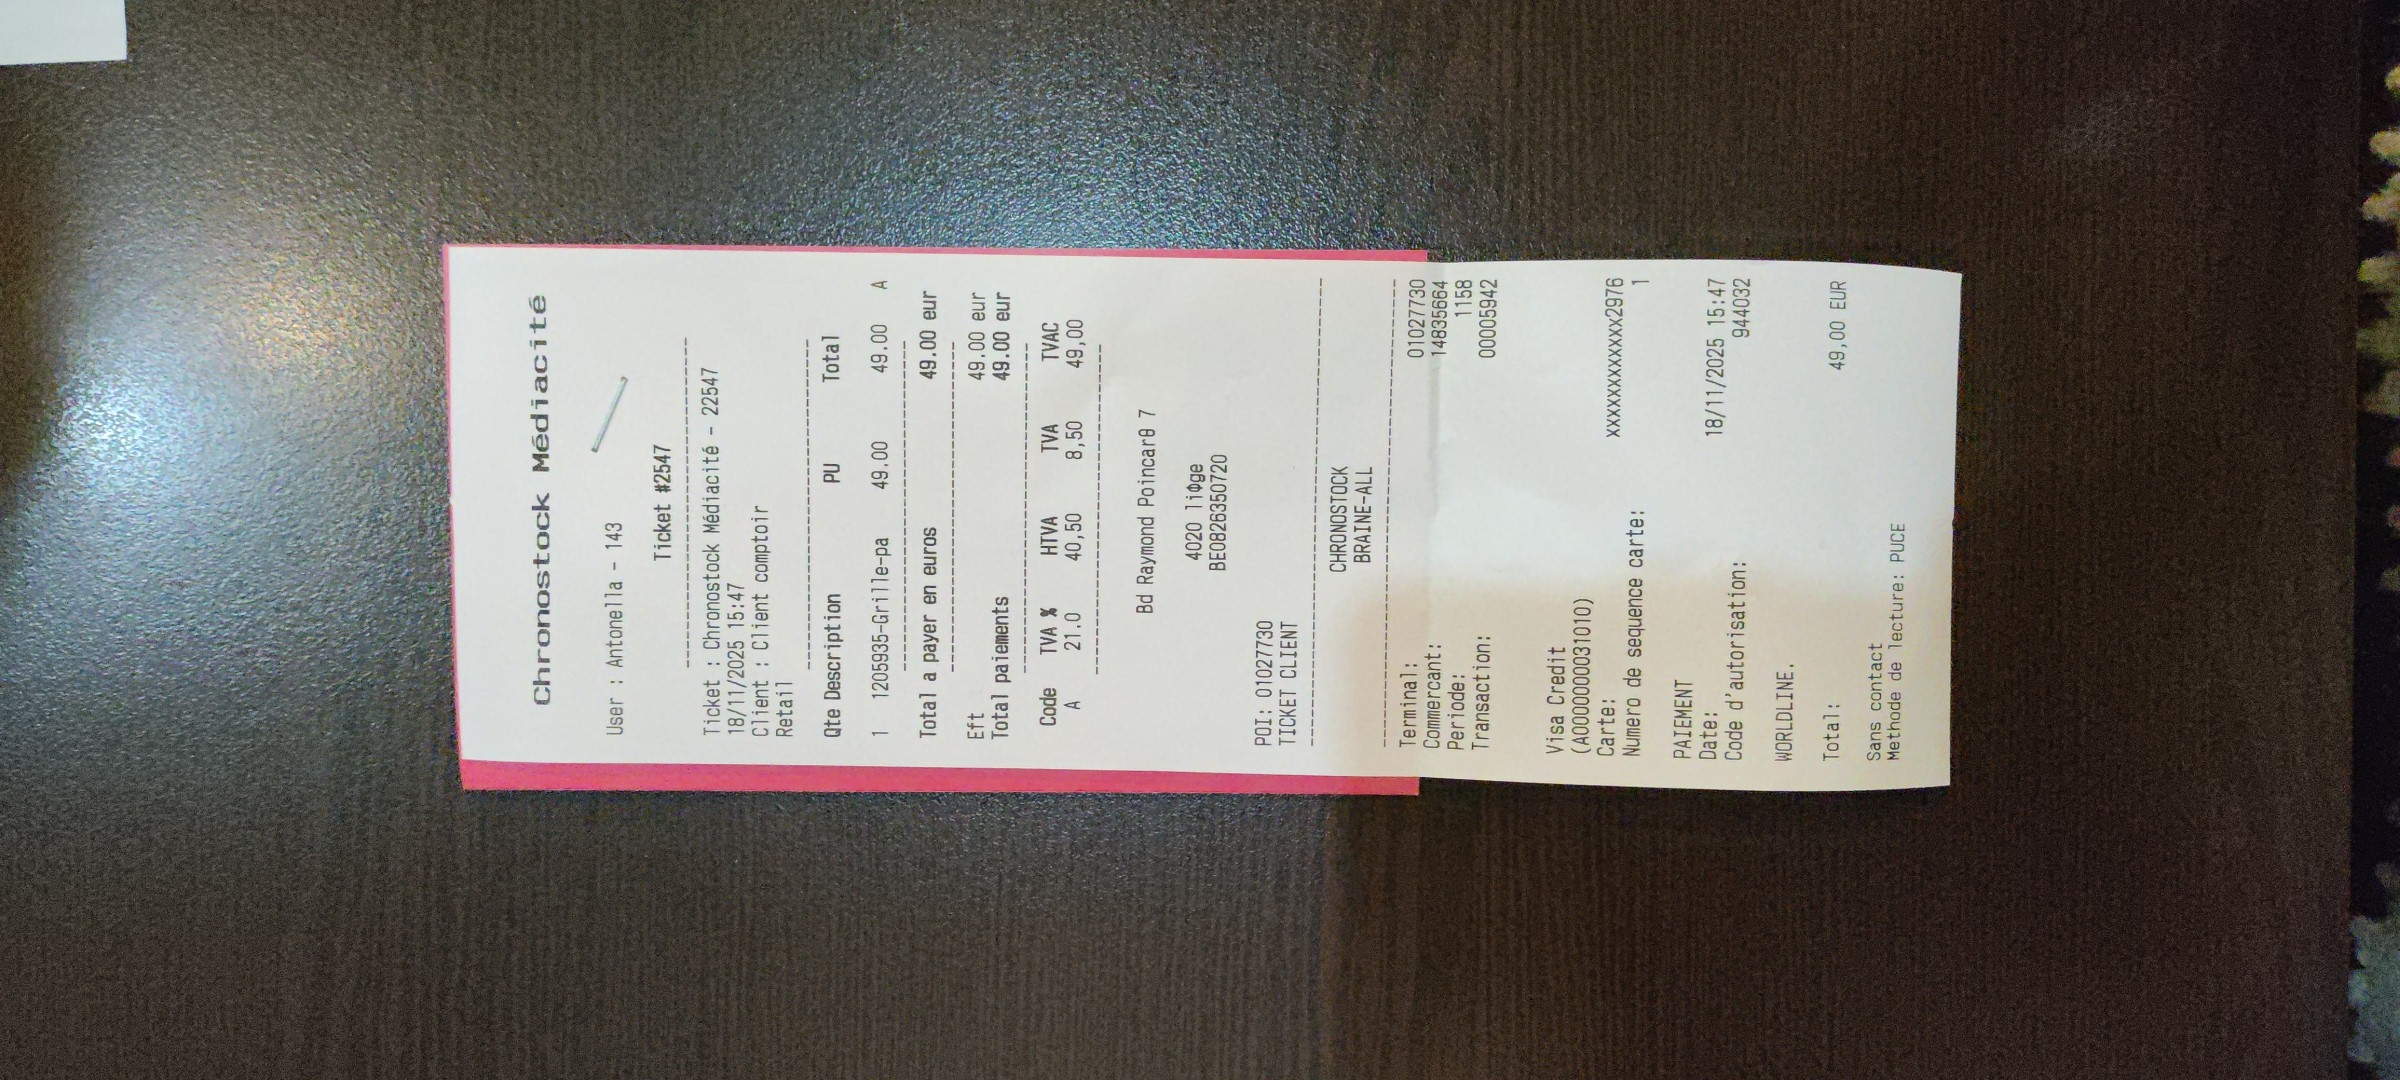 Chronostock Médiacité
User : Antonella - 143
Ticket #2547
Ticket : Chronostock Médiacité - 22547
18/11/2025 15:47
Client : Client comptoir
Retail
Qte Description PU Total
1 1205935-Grille-pa 49.00 49.00 A
Total a payer en euros 49.00 eur
Eft 49.00 eur
Total paiements 49.00 eur
Code TVA % HTVA TVA TVAC
A 21.0 40,50 8,50 49,00
Bd Raymond Poincarθ 7
4020 liΦge
BE0826350720
POI: 01027730
TICKET CLIENT
CHRONOSTOCK
BRAINE-ALL
Terminal: 01027730
Commercant: 14835664
Periode: 1158
Transaction: 00005942
Visa Credit
(A0000000031010)
Carte: xxxxxxxxxxxx2976
Numero de sequence carte: 1
PAIEMENT
Date: 18/11/2025 15:47
Code d'autorisation: 944032
WORLDLINE.
Total: 49,00 EUR
Sans contact
Methode de lecture: PUCE